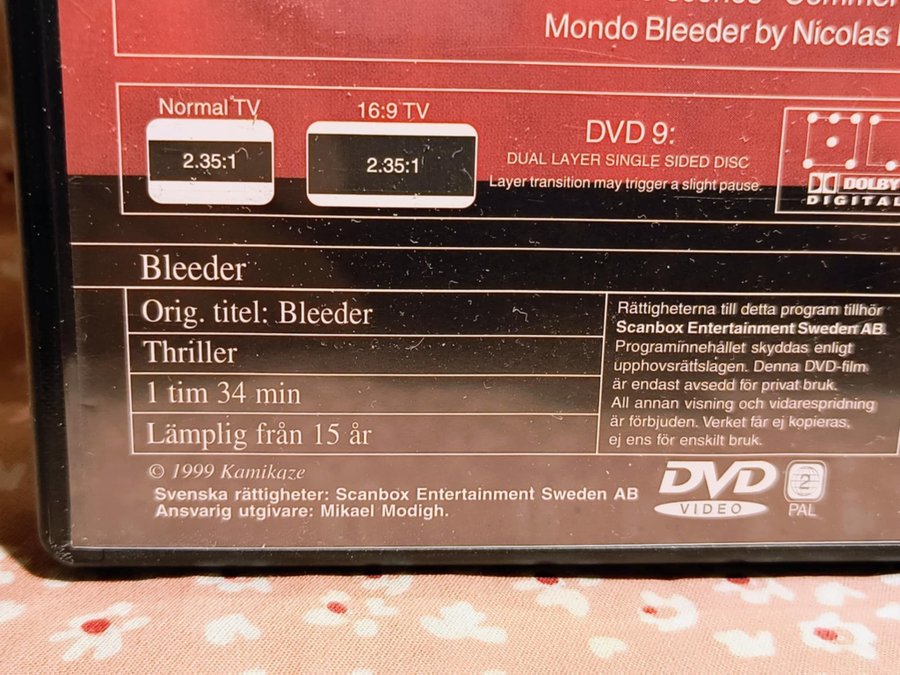 Mondo Bleeder by Nicolas
Normal TV
2.35:1
16:9 TV
2.35:1
DVD 9:
DUAL LAYER SINGLE SIDED DISC
Layer transition may trigger a slight pause.
DOLBY
DIGITAL
Bleeder
Orig. titel: Bleeder
Thriller
1 tim 34 min
Lämplig från 15 år
Rättigheterna till detta program tillhör
Scanbox Entertainment Sweden AB.
Programinnehållet skyddas enligt
upphovsrättslagen. Denna DVD-film
är endast avsedd för privat bruk.
All annan visning och vidarespridning
är förbjuden. Verket får ej kopieras,
ej ens för enskilt bruk.
© 1999 Kamikaze
Svenska rättigheter: Scanbox Entertainment Sweden AB
Ansvarig utgivare: Mikael Modigh.
DVD
VIDEO
2
PAL